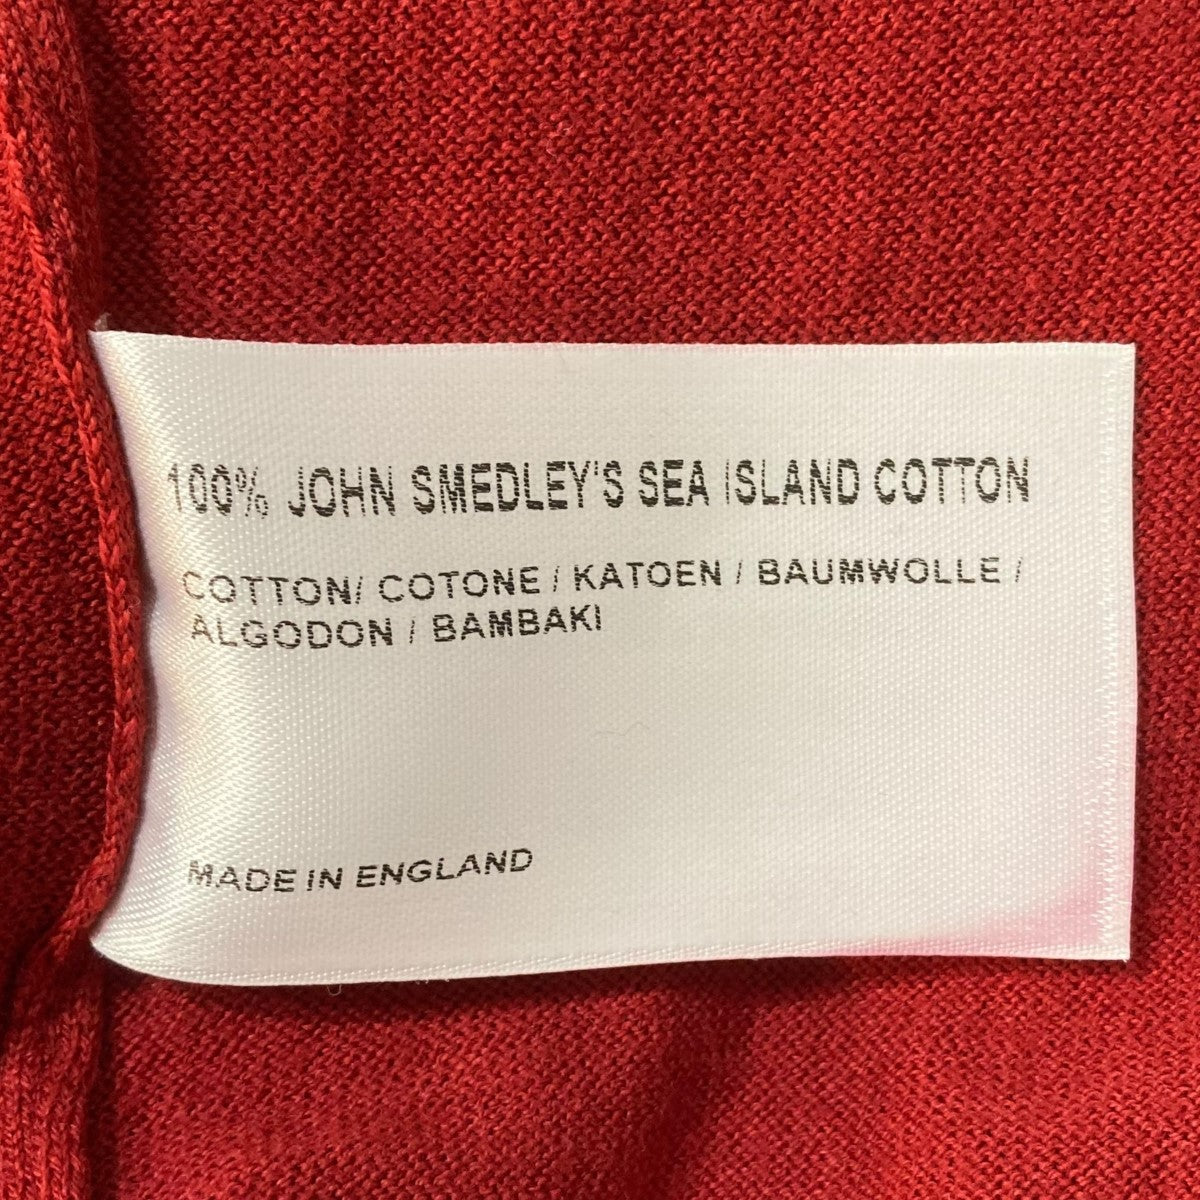 100% JOHN SMEDLEY'S SEA ISLAND COTTON
COTTON/ COTONE / KATOEN / BAUMWOLLE /
ALGODON / BAMBAKI
MADE IN ENGLAND